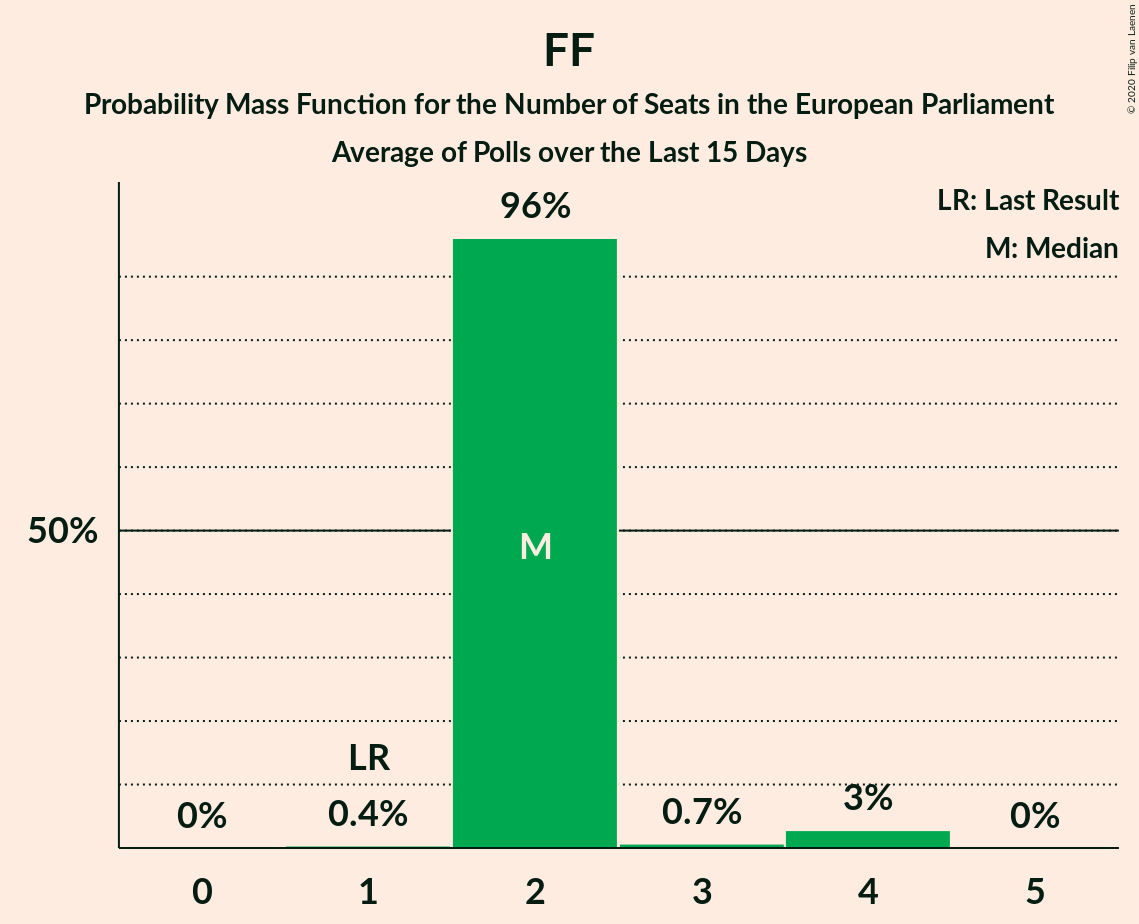 FF
Probability Mass Function for the Number of Seats in the European Parliament
Average of Polls over the Last 15 Days
© 2020 Filip van Laenen
LR: Last Result
M: Median
96%
50%
M
LR
0%
0.4%
0.7%
3%
0%
0 1 2 3 4 5